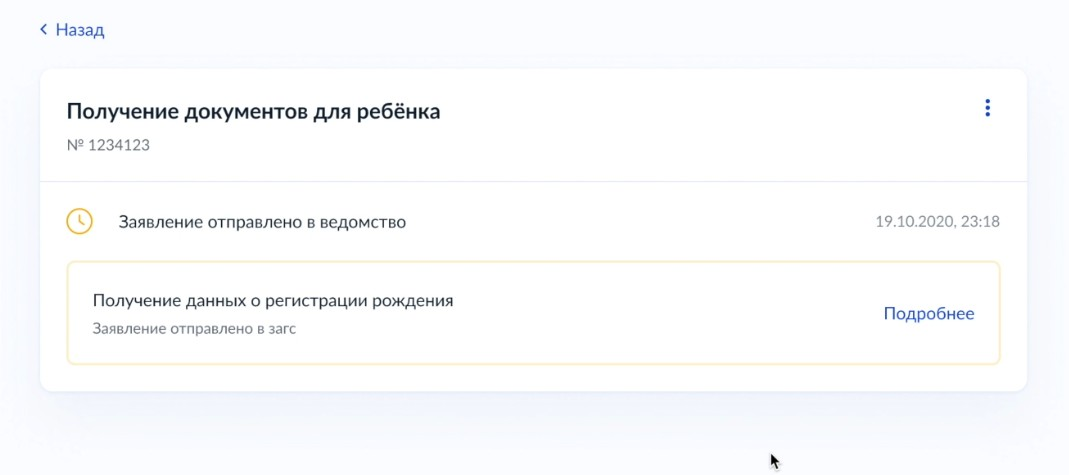 Назад
Получение документов для ребёнка
№ 1234123
Заявление отправлено в ведомство 19.10.2020, 23:18
Получение данных о регистрации рождения
Заявление отправлено в загс
Подробнее